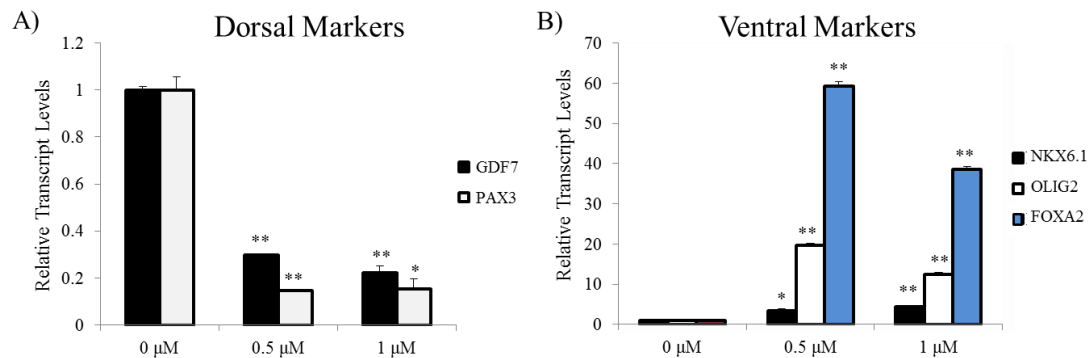 A)
Dorsal Markers
Relative Transcript Levels
1.2
1
0.8
0.6
0.4
0.2
0
** **
** *
0 μM 0.5 μM 1 μM
GDF7
PAX3
B)
Ventral Markers
Relative Transcript Levels
70
60
50
40
30
20
10
0
* ** **
** ** **
0 μM 0.5 μM 1 μM
NKX6.1
OLIG2
FOXA2